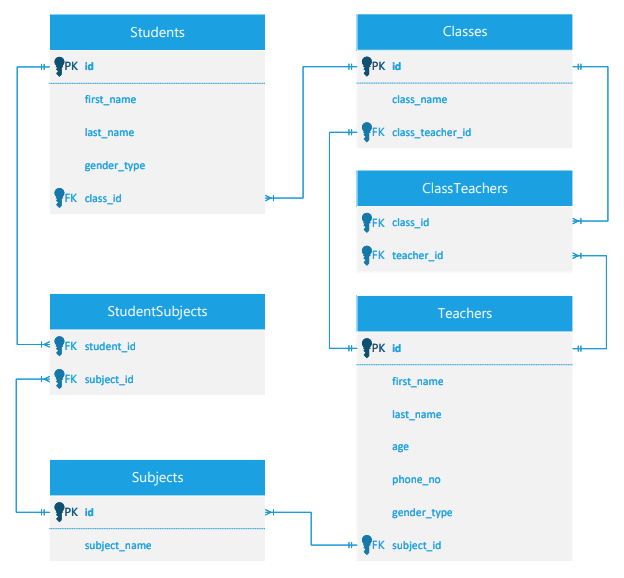 Students
PK id
first_name
last_name
gender_type
FK class_id
Classes
PK id
class_name
FK class_teacher_id
ClassTeachers
FK class_id
FK teacher_id
StudentSubjects
FK student_id
FK subject_id
Teachers
PK id
first_name
last_name
age
phone_no
gender_type
FK subject_id
Subjects
PK id
subject_name